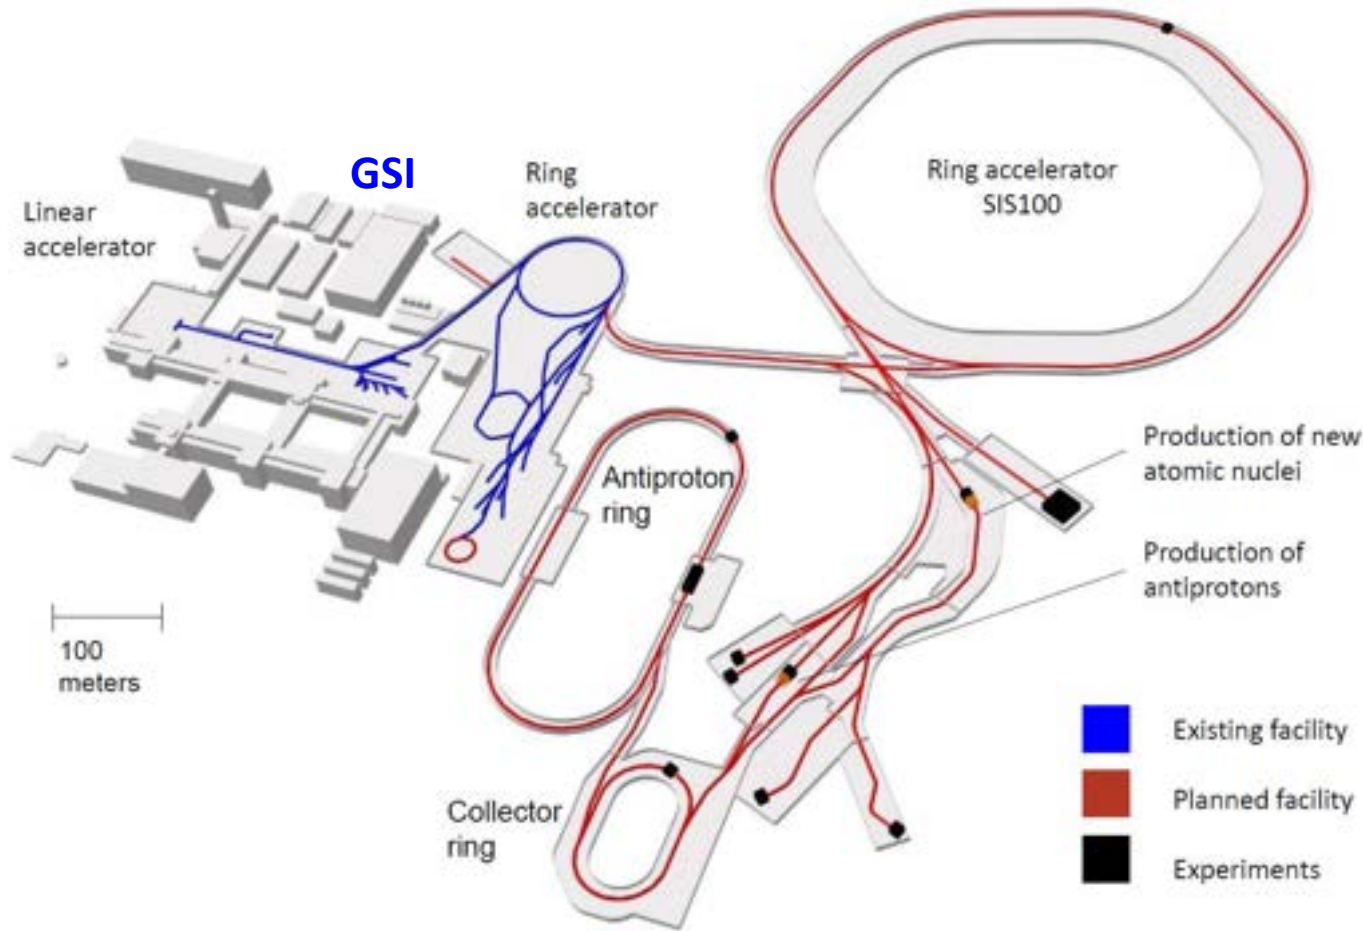 GSI
Linear
accelerator
Ring
accelerator
Ring accelerator
SIS100
Antiproton
ring
Production of new
atomic nuclei
Production of
antiprotons
100
meters
Collector
ring
Existing facility
Planned facility
Experiments